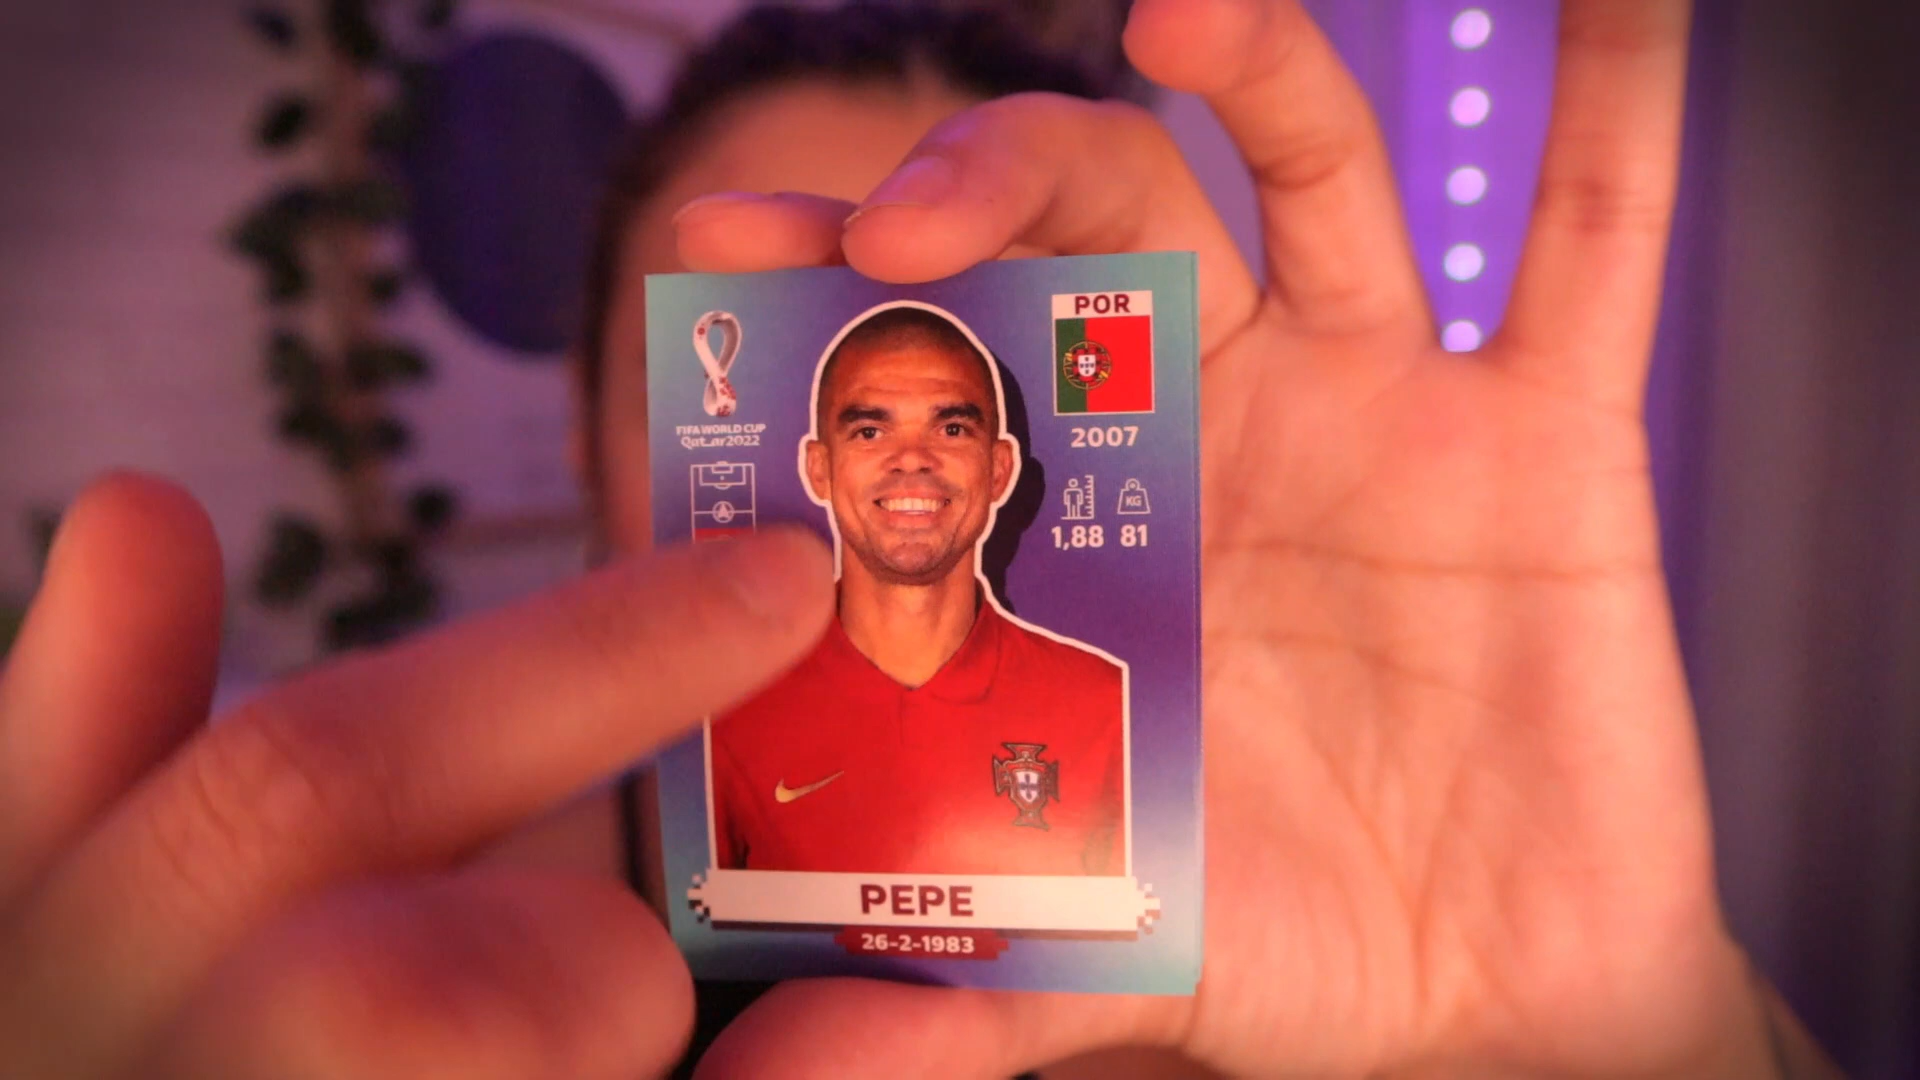 FIFA WORLD CUP
Qatar2022
POR
2007
KG
1,88 81
PEPE
26-2-1983